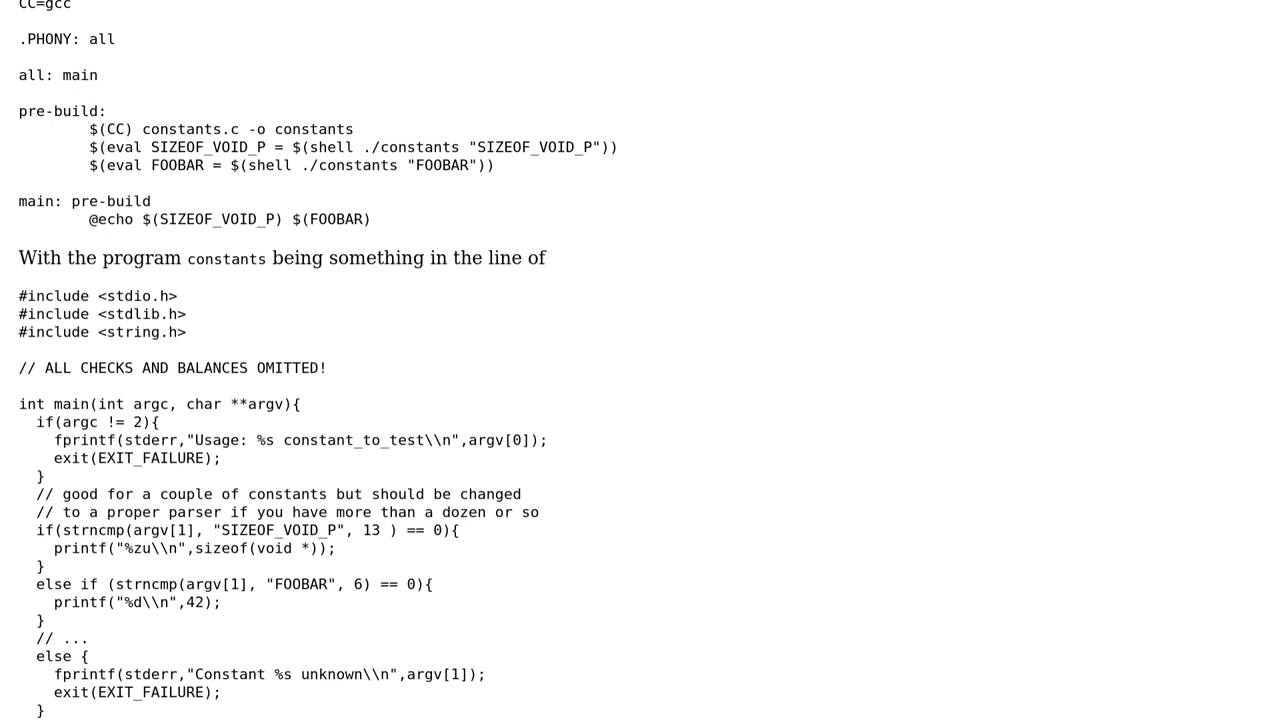 CC=gcc
.PHONY: all
all: main
pre-build:
        $(CC) constants.c -o constants
        $(eval SIZEOF_VOID_P = $(shell ./constants "SIZEOF_VOID_P"))
        $(eval FOOBAR = $(shell ./constants "FOOBAR"))
main: pre-build
        @echo $(SIZEOF_VOID_P) $(FOOBAR)
With the program constants being something in the line of
#include <stdio.h>
#include <stdlib.h>
#include <string.h>
// ALL CHECKS AND BALANCES OMITTED!
int main(int argc, char **argv){
  if(argc != 2){
    fprintf(stderr,"Usage: %s constant_to_test\\n",argv[0]);
    exit(EXIT_FAILURE);
  }
  // good for a couple of constants but should be changed
  // to a proper parser if you have more than a dozen or so
  if(strncmp(argv[1], "SIZEOF_VOID_P", 13 ) == 0){
    printf("%zu\\n",sizeof(void *));
  }
  else if (strncmp(argv[1], "FOOBAR", 6) == 0){
    printf("%d\\n",42);
  }
  // ...
  else {
    fprintf(stderr,"Constant %s unknown\\n",argv[1]);
    exit(EXIT_FAILURE);
  }